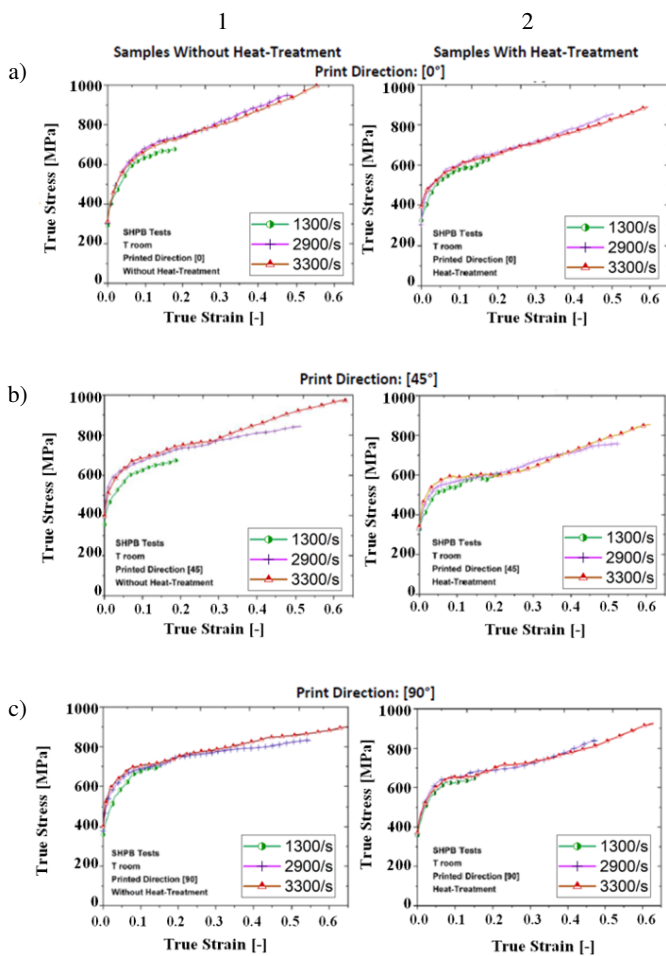 1
2
Samples Without Heat-Treatment
Samples With Heat-Treatment
a)
Print Direction: [0°]
True Stress [MPa]
1000
800
600
400
200
0
SHPB Tests
T room
Printed Direction [0]
Without Heat-Treatment
1300/s
2900/s
3300/s
0.0 0.1 0.2 0.3 0.4 0.5 0.6
True Strain [-]
True Stress [MPa]
1000
800
600
400
200
0
SHPB Tests
T room
Printed Direction [0]
Heat-Treatment
1300/s
2900/s
3300/s
0.0 0.1 0.2 0.3 0.4 0.5 0.6
True Strain [-]
b)
Print Direction: [45°]
True Stress [MPa]
1000
800
600
400
200
0
SHPB Tests
T room
Printed Direction [45]
Without Heat-Treatment
1300/s
2900/s
3300/s
0.0 0.1 0.2 0.3 0.4 0.5 0.6
True Strain [-]
True Stress [MPa]
1000
800
600
400
200
0
SHPB Tests
T room
Printed Direction [45]
Heat-Treatment
1300/s
2900/s
3300/s
0.0 0.1 0.2 0.3 0.4 0.5 0.6
True Strain [-]
c)
Print Direction: [90°]
True Stress [MPa]
1000
800
600
400
200
0
SHPB Tests
T room
Printed Direction [90]
Without Heat-Treatment
1300/s
2900/s
3300/s
0.0 0.1 0.2 0.3 0.4 0.5 0.6
True Strain [-]
True Stress [MPa]
1000
800
600
400
200
0
SHPB Tests
T room
Printed Direction [90]
Heat-Treatment
1300/s
2900/s
3300/s
0.0 0.1 0.2 0.3 0.4 0.5 0.6
True Strain [-]